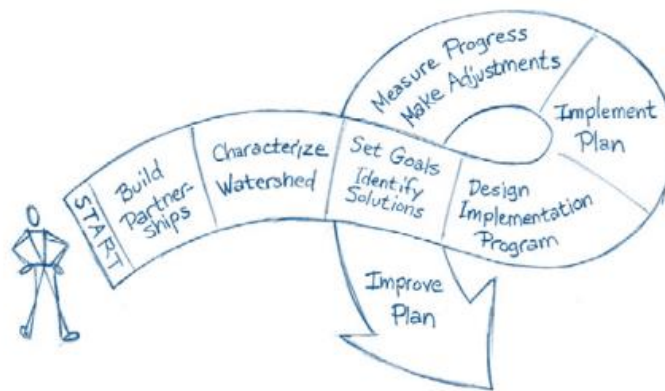 START
Build
Partner-
ships
Characterize
Watershed
Set Goals
Identify
Solutions
Design
Implementation
Program
Implement
Plan
Measure Progress
Make Adjustments
Improve
Plan